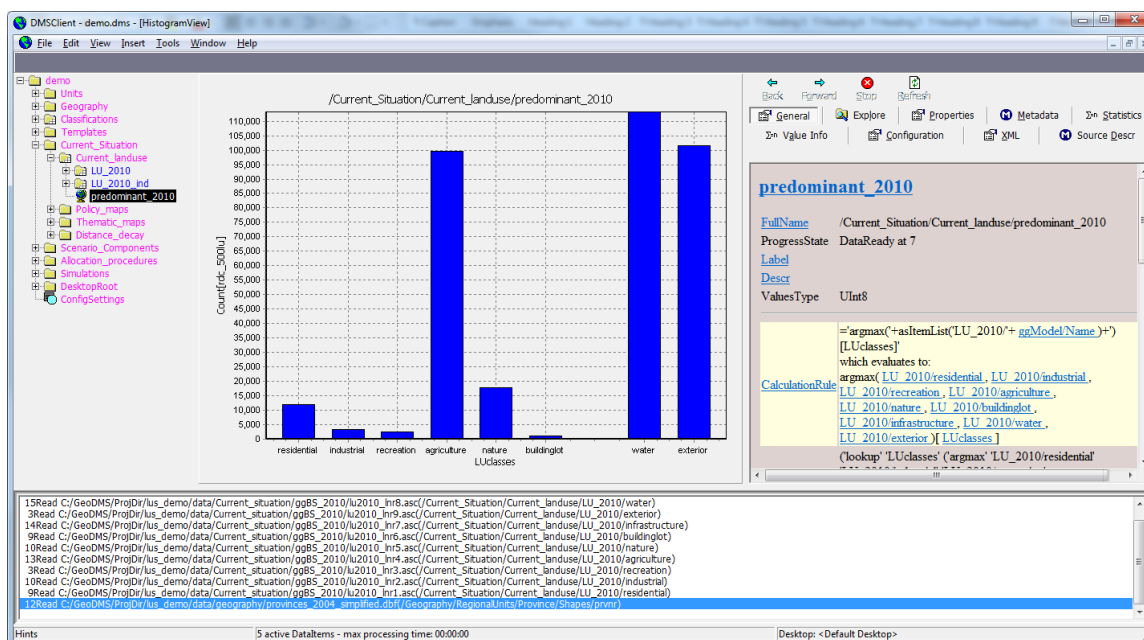 DMSClient - demo.dms - [HistogramView]
File Edit View Insert Tools Window Help
demo
Units
Geography
Classifications
Templates
Current_Situation
Current_landuse
LU_2010
LU_2010_ind
predominant_2010
Policy_maps
Thematic_maps
Distance_decay
Scenario_Components
Allocation_procedures
Simulations
DesktopRoot
ConfigSettings
/Current_Situation/Current_landuse/predominant_2010
Count[rdc_500lu]
110,000
105,000
100,000
95,000
90,000
85,000
80,000
75,000
70,000
65,000
60,000
55,000
50,000
45,000
40,000
35,000
30,000
25,000
20,000
15,000
10,000
5,000
0
residential industrial recreation agriculture nature buildinglot water exterior
LUclasses
Back Forward Stop Refresh
General Explore Properties Metadata Statistics
Value Info Configuration XML Source Descr
predominant_2010
FullName /Current_Situation/Current_landuse/predominant_2010
ProgressState DataReady at 7
Label
Descr
ValuesType UInt8
CalculationRule
='argmax('+asItemList('LU_2010/'+ ggModel/Name )+')
[LUclasses]'
which evaluates to:
argmax( LU_2010/residential , LU_2010/industrial ,
LU_2010/recreation , LU_2010/agriculture ,
LU_2010/nature , LU_2010/buildinglot ,
LU_2010/infrastructure , LU_2010/water ,
LU_2010/exterior )[ LUclasses ]
('lookup' 'LUclasses' ('argmax' 'LU_2010/residential'
15Read C:/GeoDMS/ProjDir/lus_demo/data/Current_situation/ggBS_2010/lu2010_lnr8.asc(/Current_Situation/Current_landuse/LU_2010/water)
3Read C:/GeoDMS/ProjDir/lus_demo/data/Current_situation/ggBS_2010/lu2010_lnr9.asc(/Current_Situation/Current_landuse/LU_2010/exterior)
14Read C:/GeoDMS/ProjDir/lus_demo/data/Current_situation/ggBS_2010/lu2010_lnr7.asc(/Current_Situation/Current_landuse/LU_2010/infrastructure)
9Read C:/GeoDMS/ProjDir/lus_demo/data/Current_situation/ggBS_2010/lu2010_lnr6.asc(/Current_Situation/Current_landuse/LU_2010/buildinglot)
10Read C:/GeoDMS/ProjDir/lus_demo/data/Current_situation/ggBS_2010/lu2010_lnr5.asc(/Current_Situation/Current_landuse/LU_2010/nature)
13Read C:/GeoDMS/ProjDir/lus_demo/data/Current_situation/ggBS_2010/lu2010_lnr4.asc(/Current_Situation/Current_landuse/LU_2010/agriculture)
3Read C:/GeoDMS/ProjDir/lus_demo/data/Current_situation/ggBS_2010/lu2010_lnr3.asc(/Current_Situation/Current_landuse/LU_2010/recreation)
10Read C:/GeoDMS/ProjDir/lus_demo/data/Current_situation/ggBS_2010/lu2010_lnr2.asc(/Current_Situation/Current_landuse/LU_2010/industrial)
9Read C:/GeoDMS/ProjDir/lus_demo/data/Current_situation/ggBS_2010/lu2010_lnr1.asc(/Current_Situation/Current_landuse/LU_2010/residential)
12Read C:/GeoDMS/ProjDir/lus_demo/data/geography/provinces_2004_simplified.dbf(/Geography/RegionalUnits/Province/Shapes/prvnr)
Hints 5 active DataItems - max processing time: 00:00:00 Desktop: <Default Desktop>